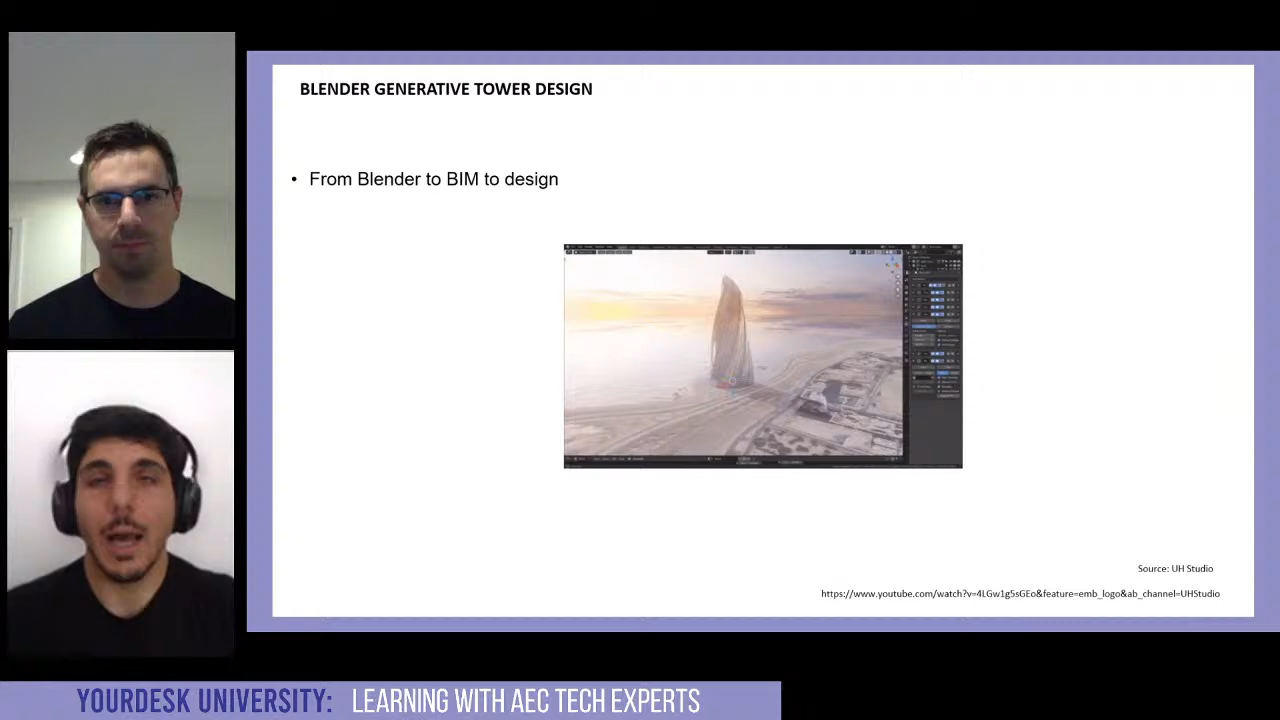 BLENDER GENERATIVE TOWER DESIGN
• From Blender to BIM to design
Source: UH Studio
https://www.youtube.com/watch?v=4LGw1g5sGEo&feature=emb_logo&ab_channel=UHStudio
YOURDESK UNIVERSITY: LEARNING WITH AEC TECH EXPERTS